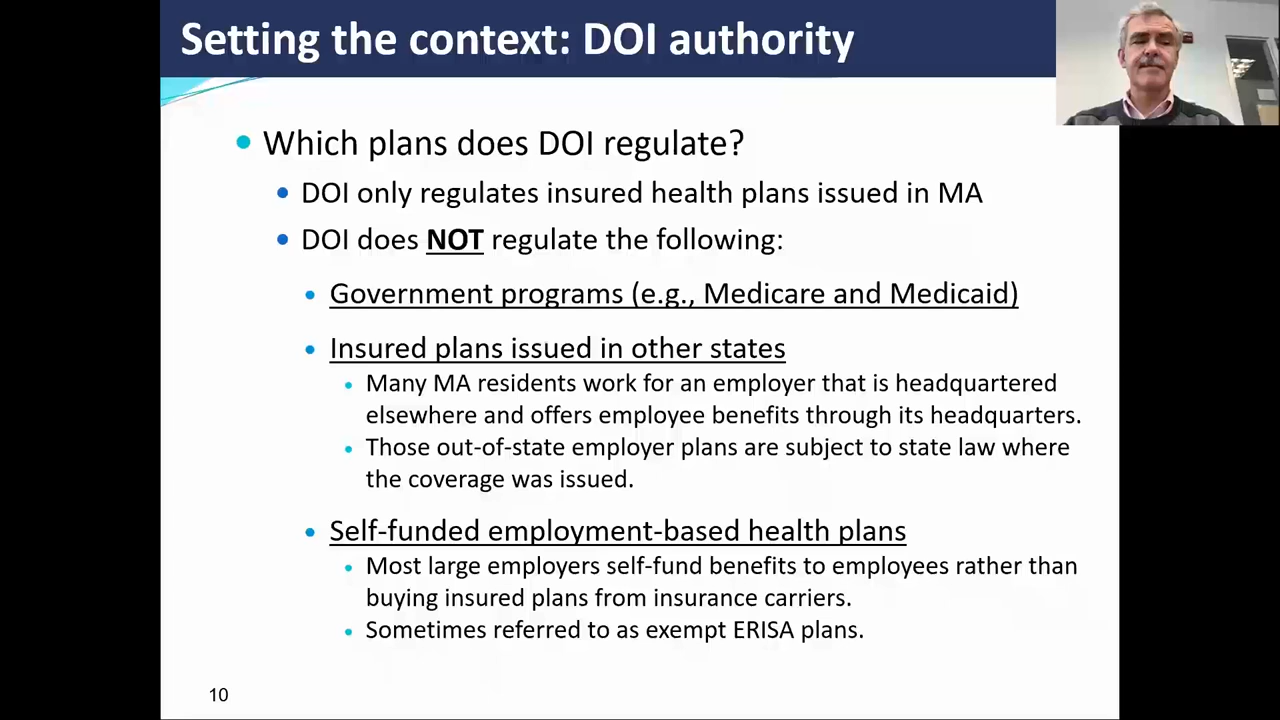 Setting the context: DOI authority
Which plans does DOI regulate?
DOI only regulates insured health plans issued in MA
DOI does NOT regulate the following:
Government programs (e.g., Medicare and Medicaid)
Insured plans issued in other states
Many MA residents work for an employer that is headquartered
elsewhere and offers employee benefits through its headquarters.
Those out-of-state employer plans are subject to state law where
the coverage was issued.
Self-funded employment-based health plans
Most large employers self-fund benefits to employees rather than
buying insured plans from insurance carriers.
Sometimes referred to as exempt ERISA plans.
10